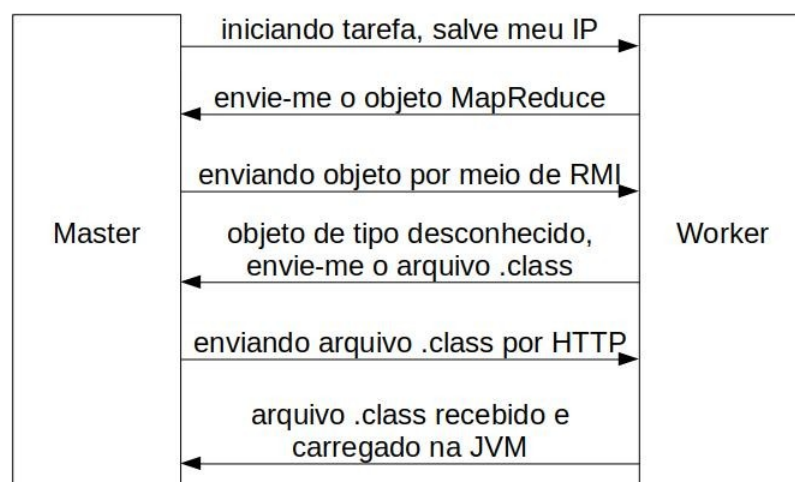 iniciando tarefa, salve meu IP
envie-me o objeto MapReduce
enviando objeto por meio de RMI
Master
objeto de tipo desconhecido,
envie-me o arquivo .class
Worker
enviando arquivo .class por HTTP
arquivo .class recebido e
carregado na JVM